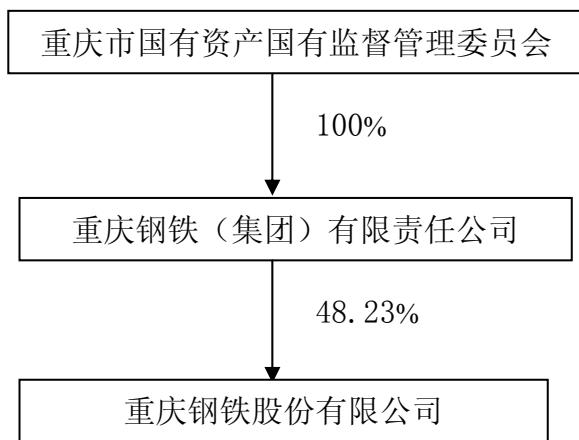 重庆市国有资产国有监督管理委员会
100%
重庆钢铁（集团）有限责任公司
48.23%
重庆钢铁股份有限公司